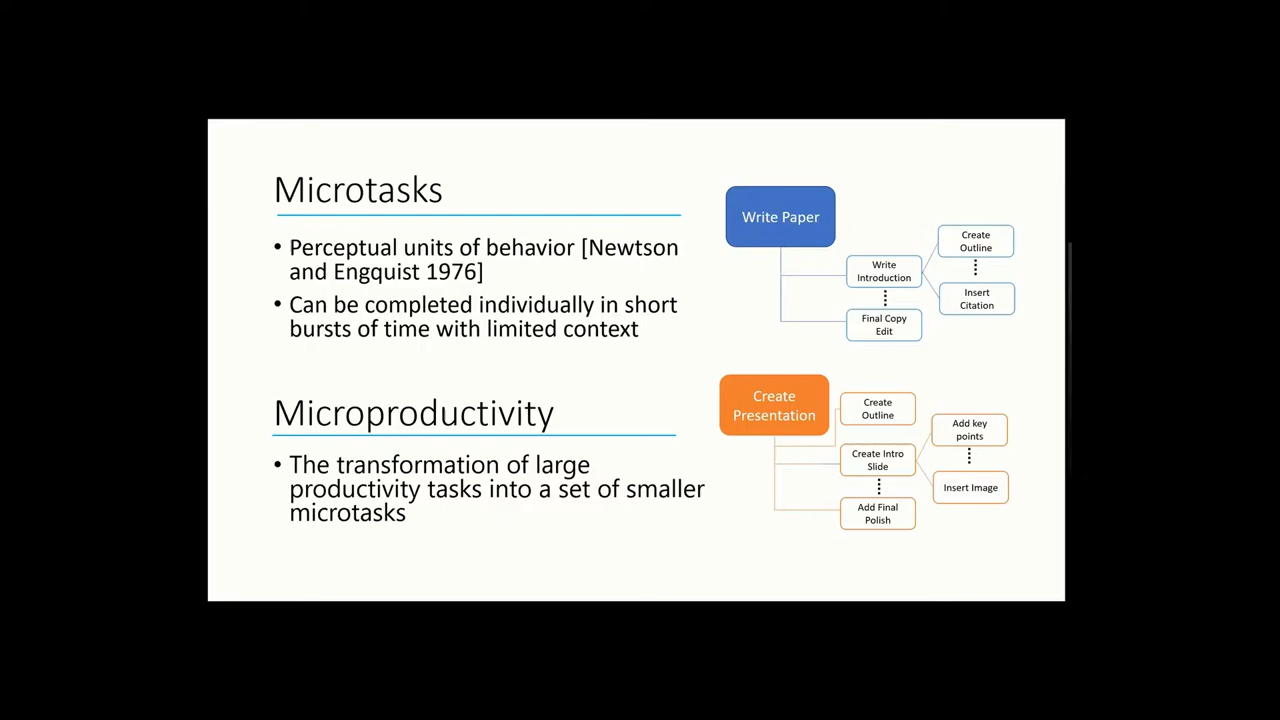 Microtasks
• Perceptual units of behavior [Newtson
and Engquist 1976]
• Can be completed individually in short
bursts of time with limited context
Microproductivity
• The transformation of large
productivity tasks into a set of smaller
microtasks
Write Paper
Write
Introduction
Final Copy
Edit
Create
Outline
Insert
Citation
Create
Presentation
Create
Outline
Create Intro
Slide
Add Final
Polish
Add key
points
Insert Image